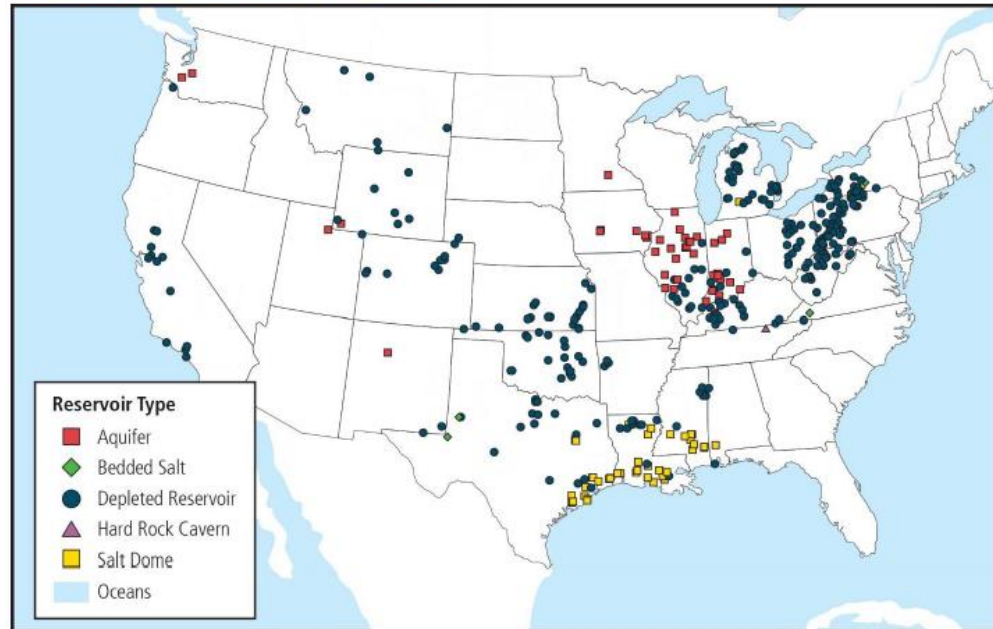 Reservoir Type
Aquifer
Bedded Salt
Depleted Reservoir
Hard Rock Cavern
Salt Dome
Oceans